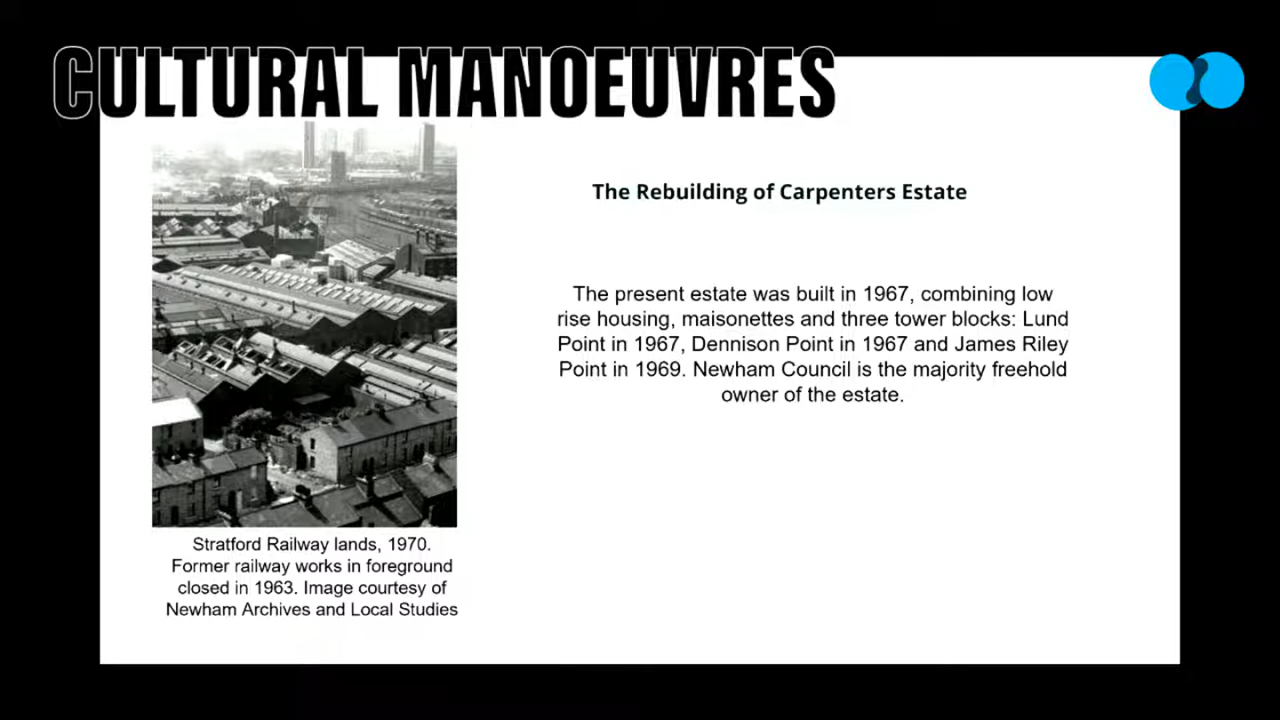 CULTURAL MANOEUVRES
The Rebuilding of Carpenters Estate
The present estate was built in 1967, combining low
rise housing, maisonettes and three tower blocks: Lund
Point in 1967, Dennison Point in 1967 and James Riley
Point in 1969. Newham Council is the majority freehold
owner of the estate.
Stratford Railway lands, 1970.
Former railway works in foreground
closed in 1963. Image courtesy of
Newham Archives and Local Studies